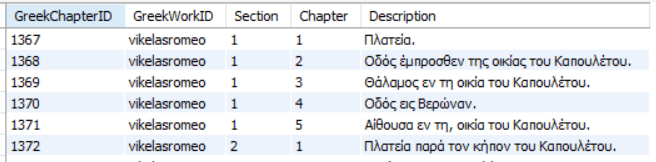 GreekChapterID GreekWorkID Section Chapter Description
1367 vikelasromeo 1 1 Πλατεία.
1368 vikelasromeo 1 2 Οδός έμπροσθεν της οικίας του Καπουλέτου.
1369 vikelasromeo 1 3 Θάλαμος εν τη οικία του Καπουλέτου.
1370 vikelasromeo 1 4 Οδός εις Βερώναν.
1371 vikelasromeo 1 5 Αίθουσα εν τη, οικία του Καπουλέτου.
1372 vikelasromeo 2 1 Πλατεία παρά τον κήπον του Καπουλέτου.